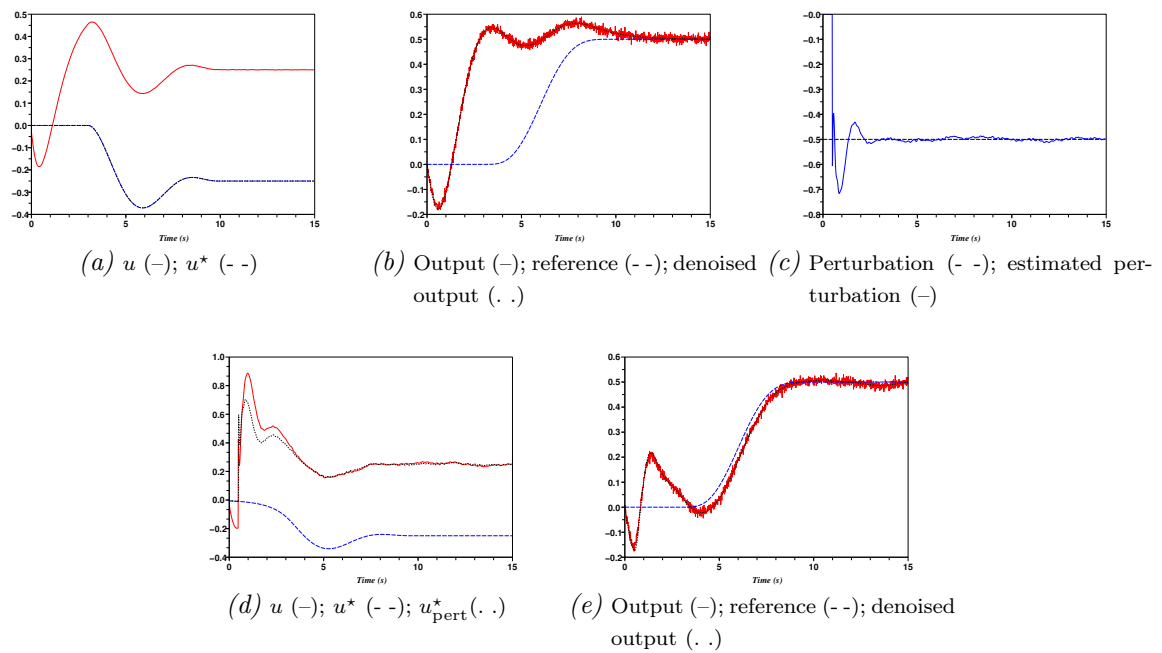 0.5
0.4
0.3
0.2
0.1
0.0
−0.1
−0.2
−0.3
−0.4
0 5 10 15
Time (s)
(a) u (–); u⋆ (- -)
0.6
0.5
0.4
0.3
0.2
0.1
0.0
−0.1
−0.2
0 5 10 15
Time (s)
(b) Output (–); reference (- -); denoised
output (. .)
−0.0
−0.1
−0.2
−0.3
−0.4
−0.5
−0.6
−0.7
−0.8
0 5 10 15
Time (s)
(c) Perturbation (- -); estimated per-
turbation (–)
1.0
0.8
0.6
0.4
0.2
0.0
−0.2
−0.4
0 5 10 15
Time (s)
(d) u (–); u⋆ (- -); u⋆pert(. .)
0.6
0.5
0.4
0.3
0.2
0.1
0.0
−0.1
−0.2
0 5 10 15
Time (s)
(e) Output (–); reference (- -); denoised
output (. .)